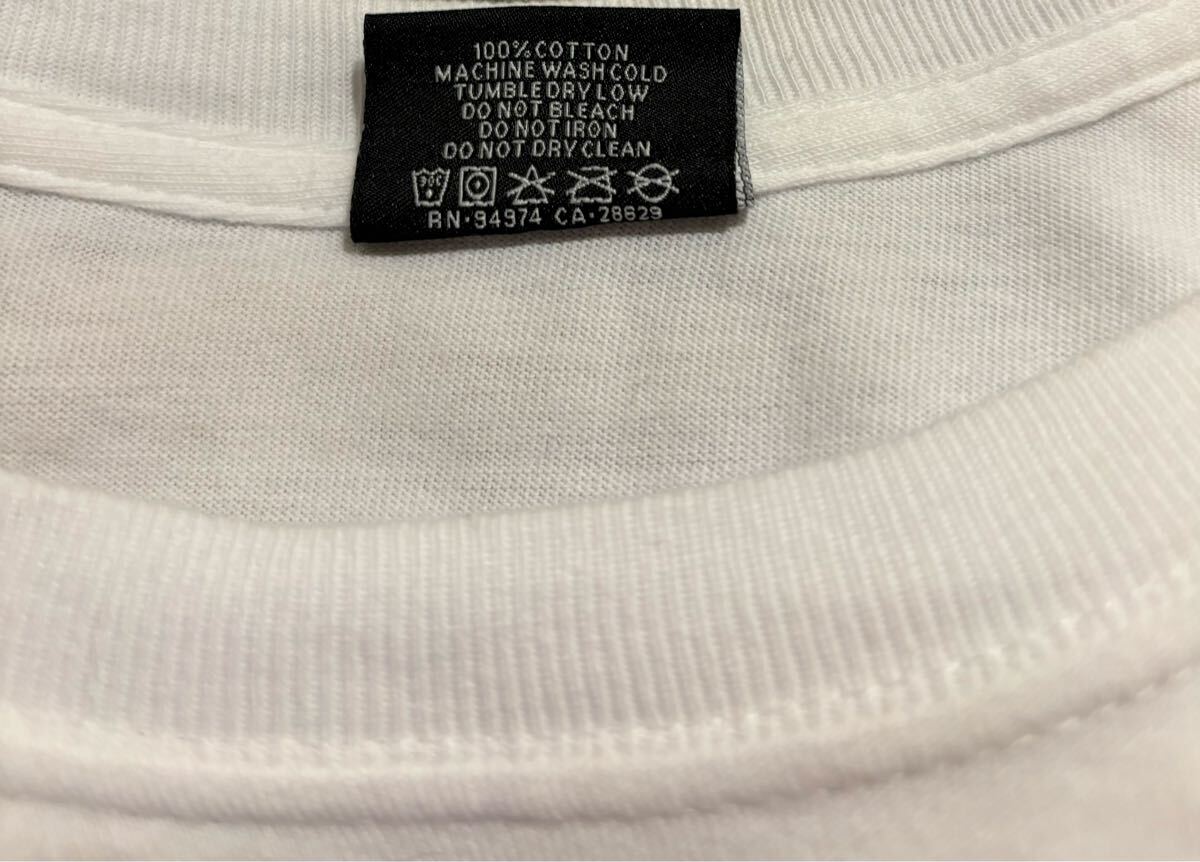 100% COTTON
MACHINE WASH COLD
TUMBLE DRY LOW
DO NOT BLEACH
DO NOT IRON
DO NOT DRY CLEAN
30C
RN·94974 CA·28629